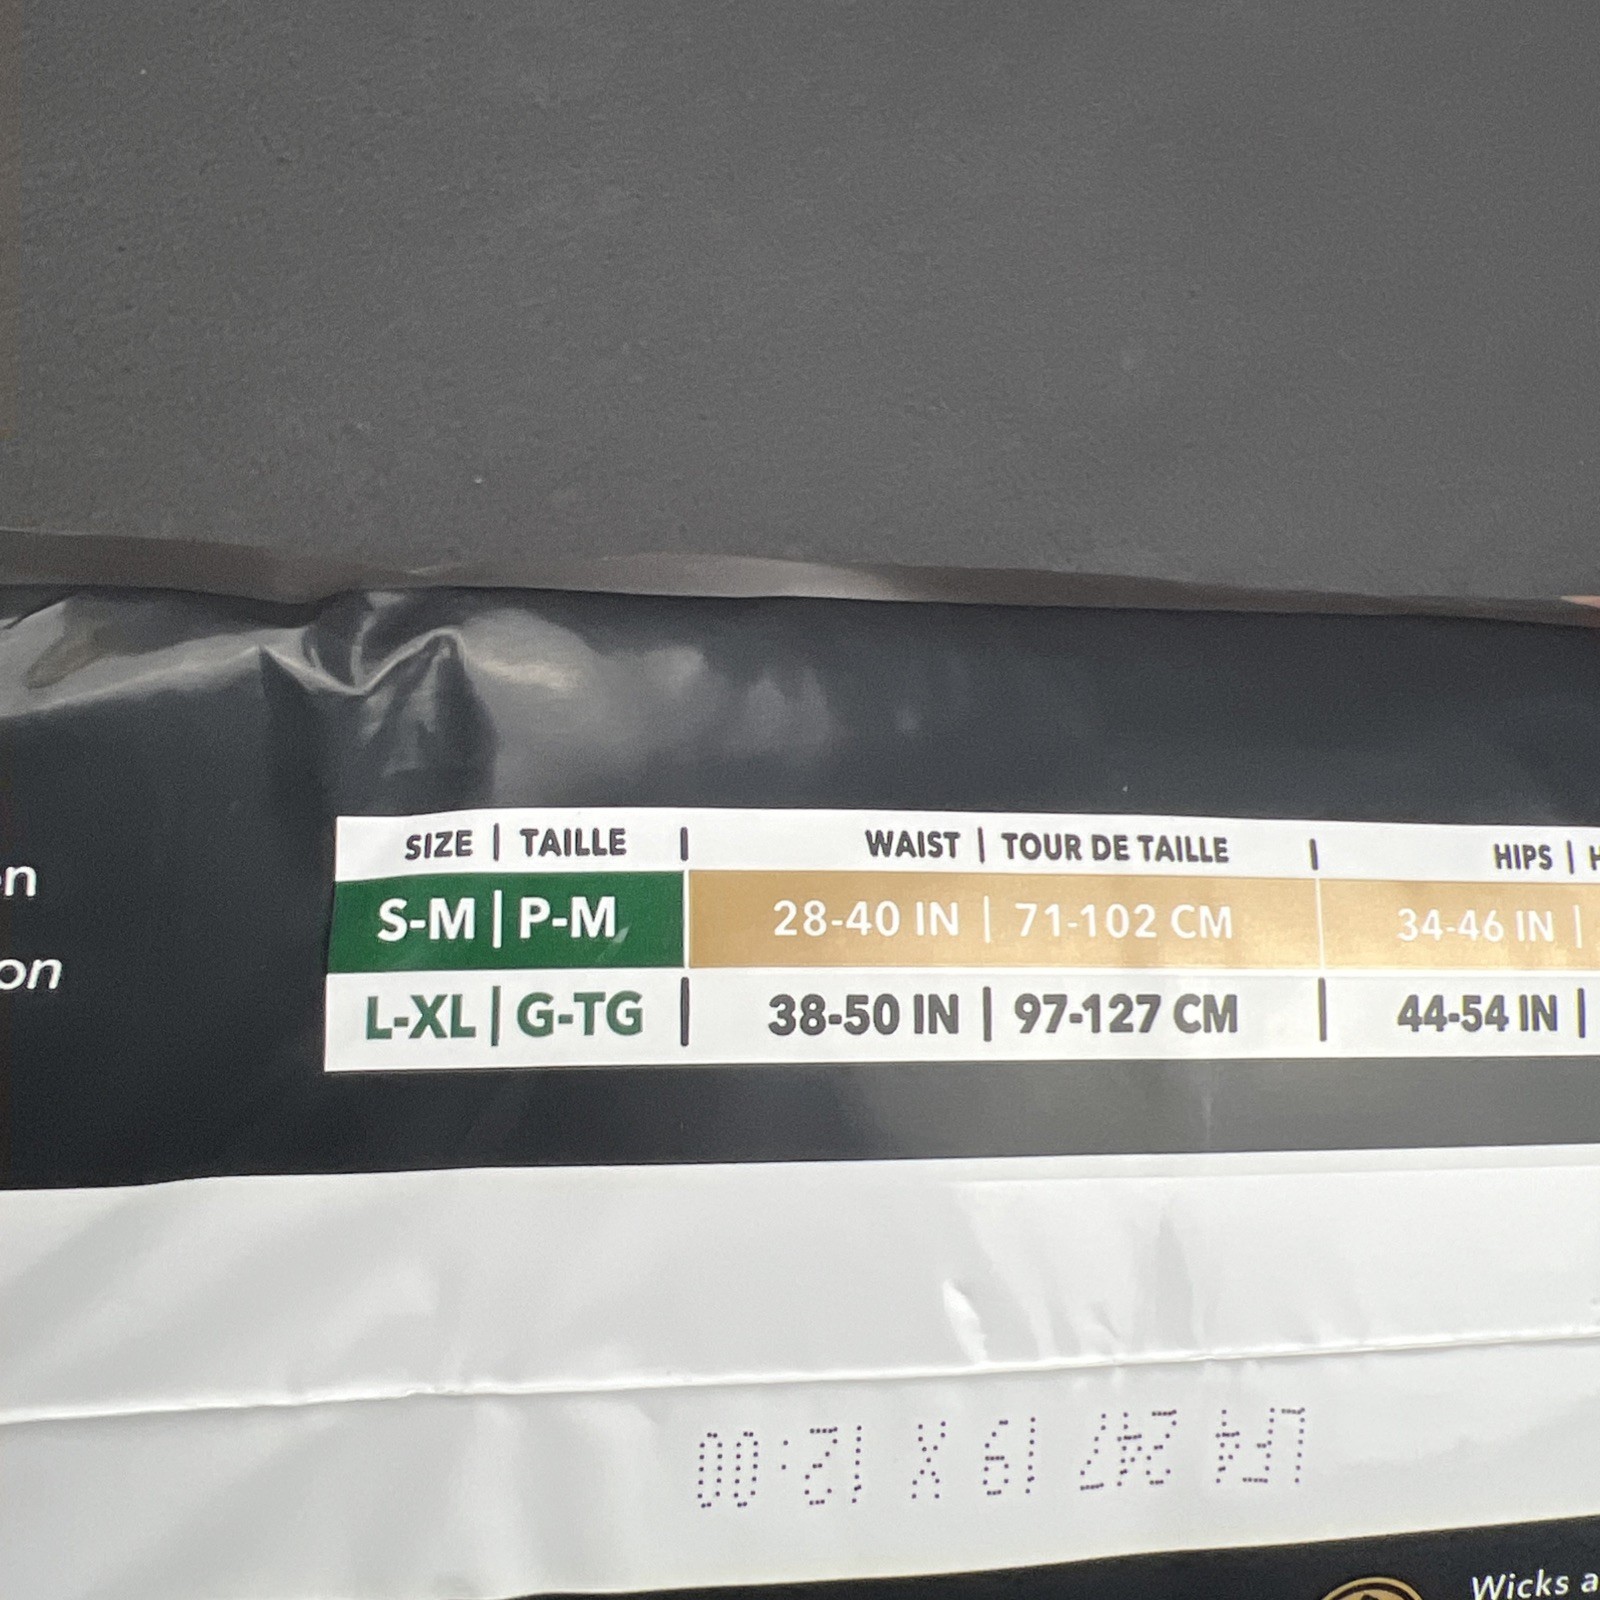 n
on
SIZE | TAILLE | WAIST | TOUR DE TAILLE | HIPS | H
S-M | P-M 28-40 IN | 71-102 CM 34-46 IN |
L-XL | G-TG | 38-50 IN | 97-127 CM | 44-54 IN |
Wicks a